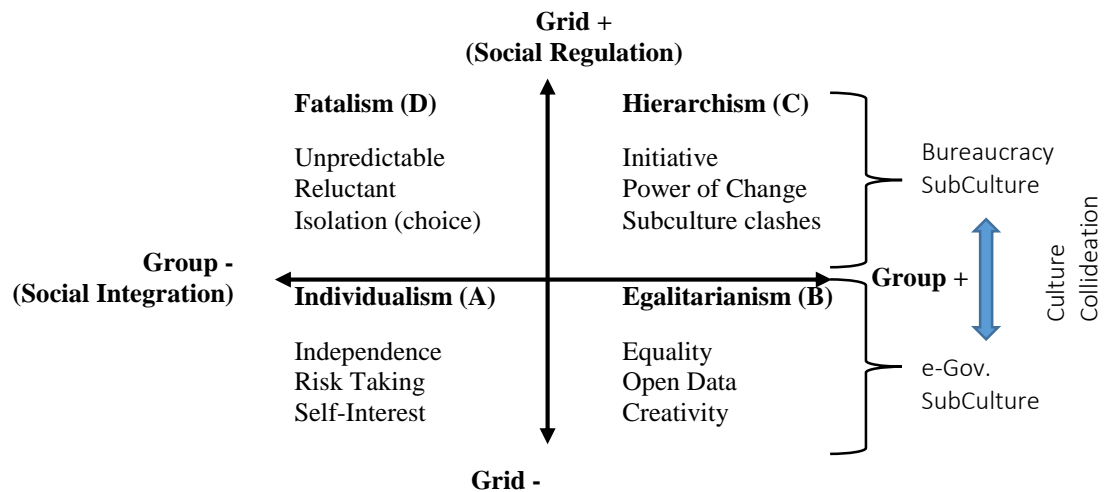 Grid +
(Social Regulation)
Fatalism (D)
Unpredictable
Reluctant
Isolation (choice)
Hierarchism (C)
Initiative
Power of Change
Subculture clashes
Bureaucracy
SubCulture
Group -
(Social Integration)
Group +
Culture
Collideation
Individualism (A)
Independence
Risk Taking
Self-Interest
Egalitarianism (B)
Equality
Open Data
Creativity
e-Gov.
SubCulture
Grid -